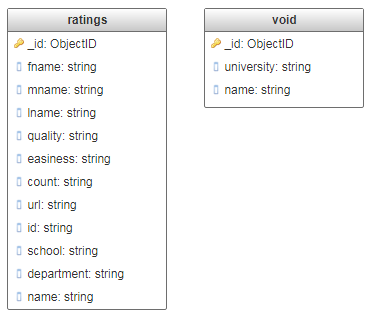 ratings
_id: ObjectID
fname: string
mname: string
lname: string
quality: string
easiness: string
count: string
url: string
id: string
school: string
department: string
name: string
void
_id: ObjectID
university: string
name: string